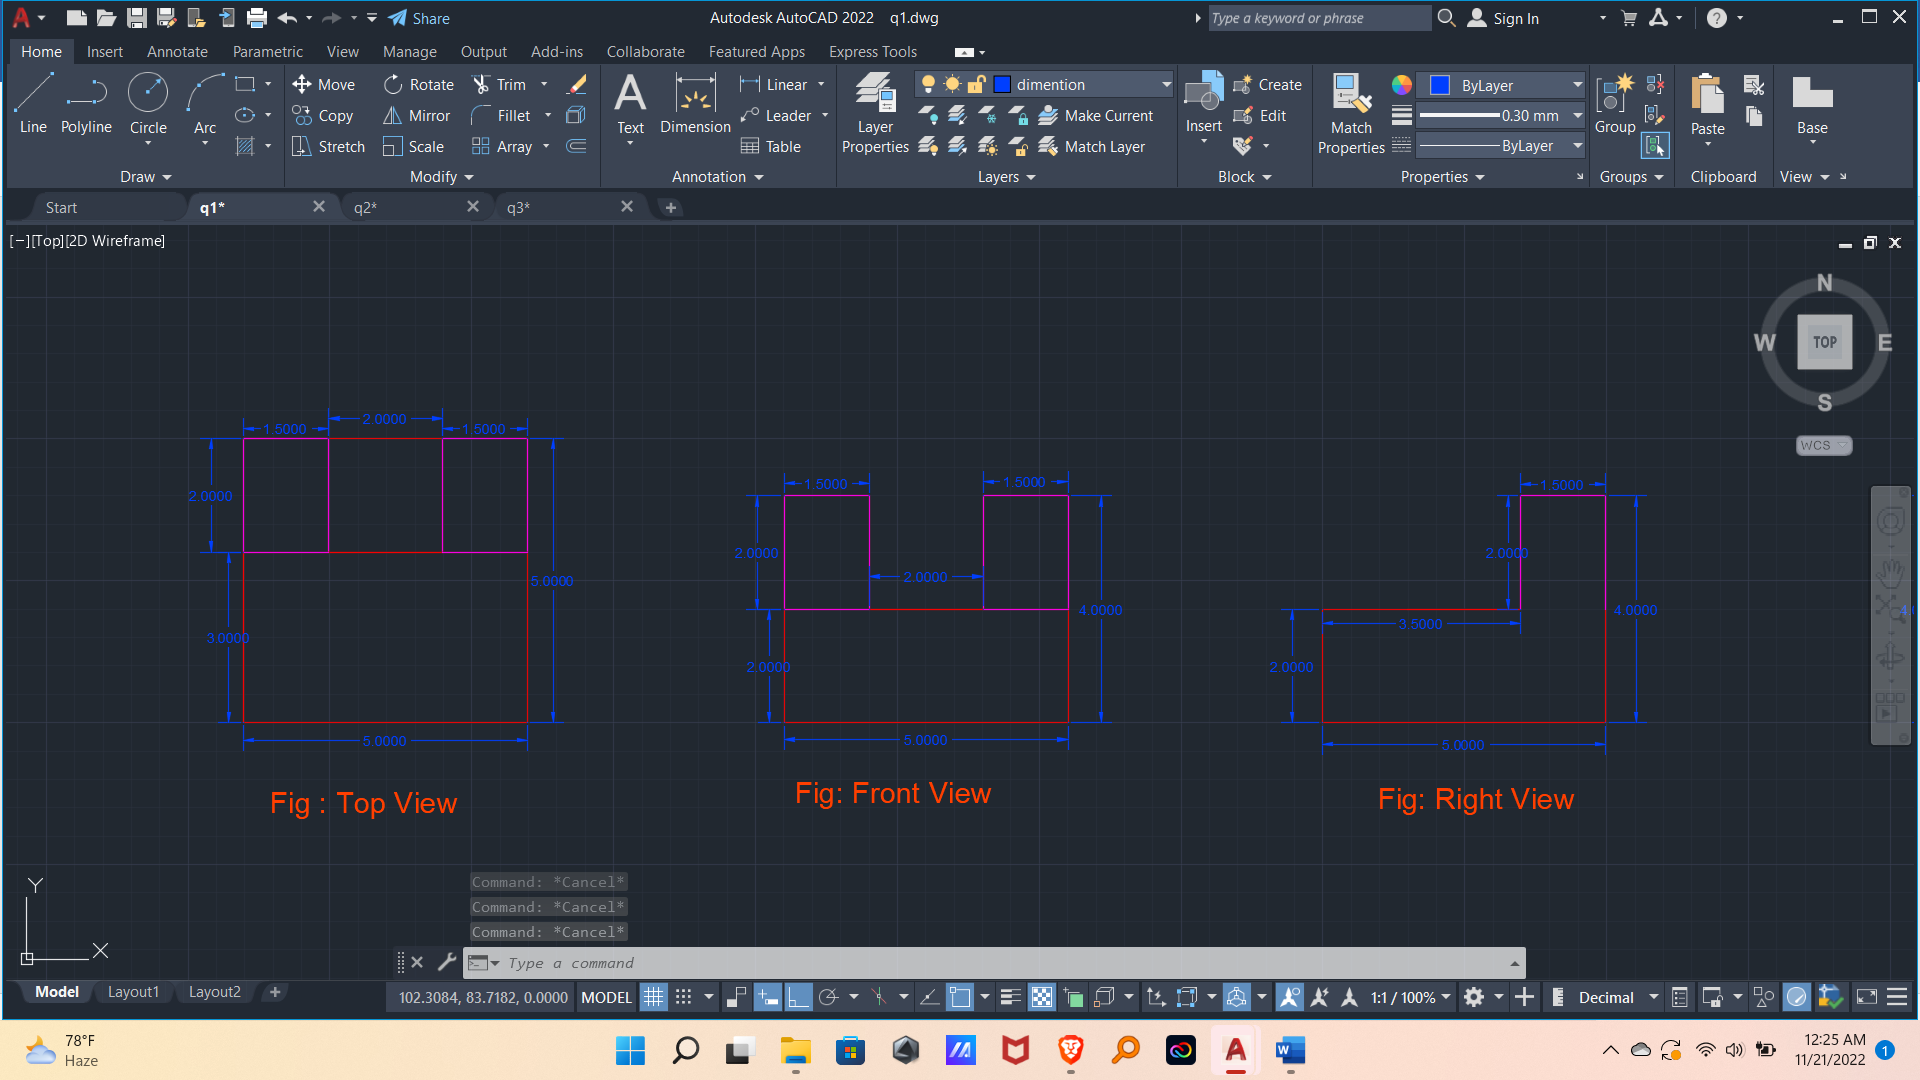 Share
Autodesk AutoCAD 2022 q1.dwg
Type a keyword or phrase
Sign In
Home Insert Annotate Parametric View Manage Output Add-ins Collaborate Featured Apps Express Tools
Line Polyline Circle Arc
Move Rotate Trim
Copy Mirror Fillet
Stretch Scale Array
Text Dimension
Linear
Leader
Table
Layer
Properties
dimention
Make Current
Match Layer
Insert
Create
Edit
Match
Properties
ByLayer
0.30 mm
ByLayer
Group
Paste
Base
Draw Modify Annotation Layers Block Properties Groups Clipboard View
Start q1* q2* q3*
[−][Top][2D Wireframe]
N
W TOP E
S
WCS
1.5000 2.0000 1.5000
2.0000
3.0000
5.0000
5.0000
Fig : Top View
1.5000 1.5000
2.0000
2.0000
2.0000
4.0000
5.0000
Fig: Front View
1.5000
2.0000
3.5000
2.0000
4.0000
5.0000
Fig: Right View
Y
X
Command: *Cancel*
Command: *Cancel*
Command: *Cancel*
Type a command
Model Layout1 Layout2
102.3084, 83.7182, 0.0000 MODEL 1:1 / 100% Decimal
78°F
Haze
12:25 AM
11/21/2022
1